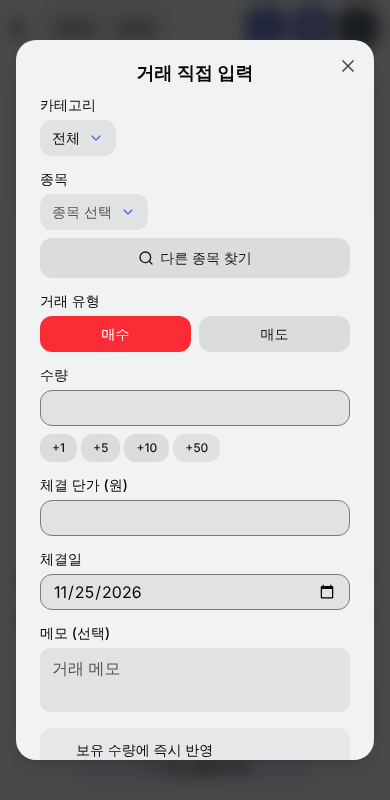 거래 직접 입력
카테고리
전체
종목
종목 선택
다른 종목 찾기
거래 유형
매수 매도
수량
+1 +5 +10 +50
체결 단가 (원)
체결일
11/25/2026
메모 (선택)
거래 메모
보유 수량에 즉시 반영